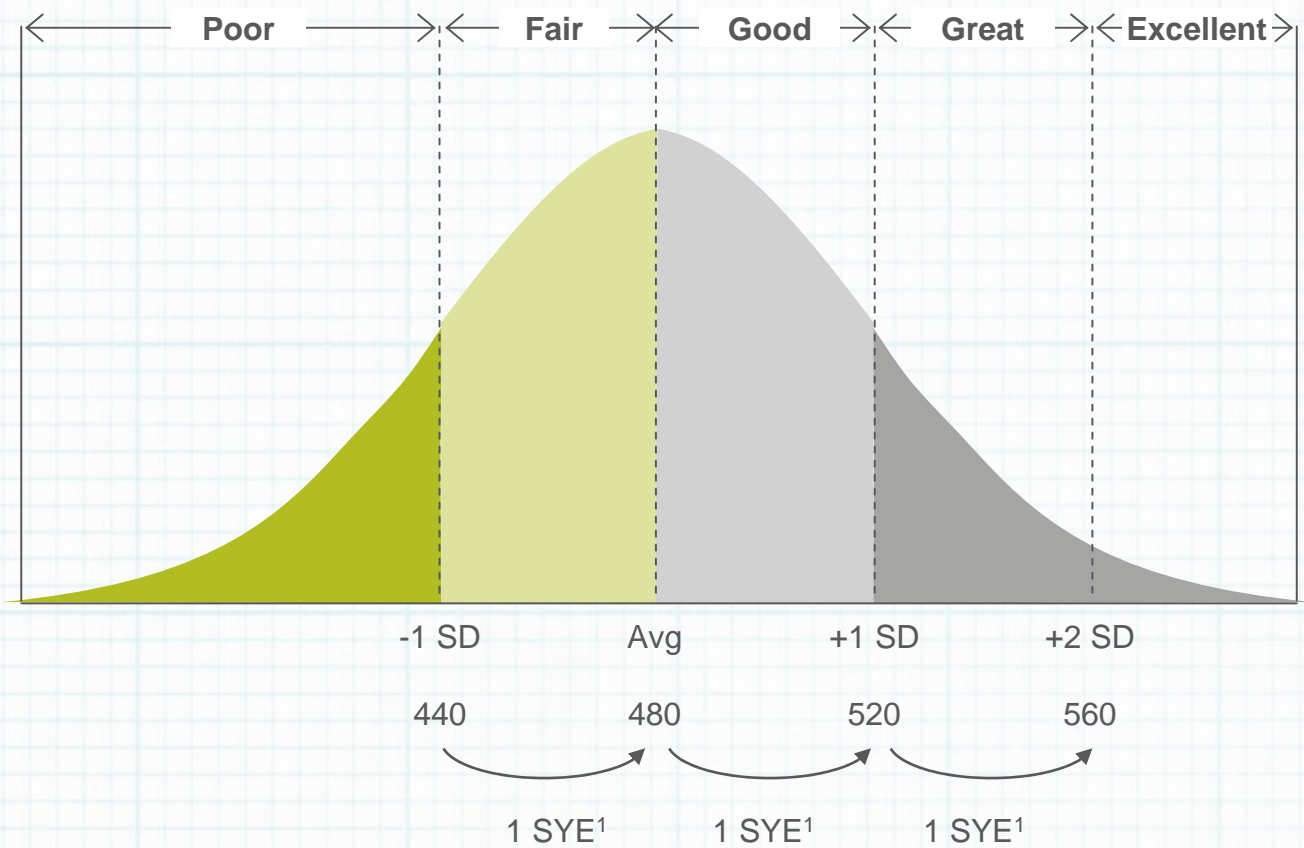 Poor Fair Good Great Excellent
-1 SD Avg +1 SD +2 SD
440 480 520 560
1 SYE¹ 1 SYE¹ 1 SYE¹